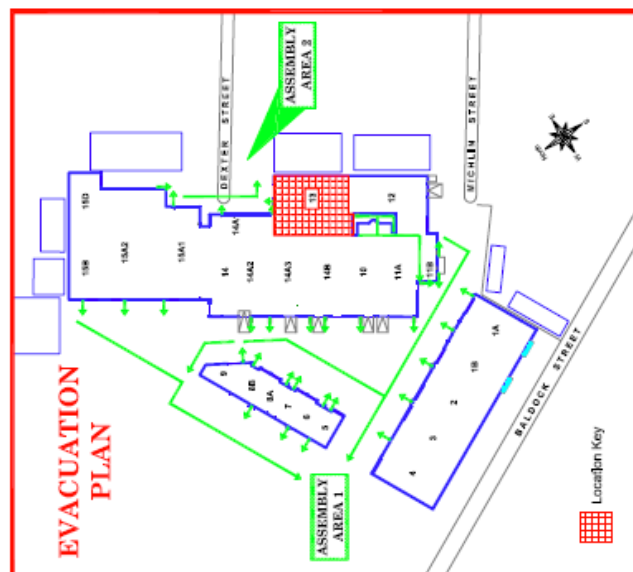 EVACUATION
PLAN
ASSEMBLY
AREA 2
ASSEMBLY
AREA 1
DEXTER STREET
MICHLIN STREET
BALDOCK STREET
Location Key
15D
15B
15A2
15A1
14A1
14
14A2
14A3
14B
13
12
10
11A
11B
9
8B
8A
7
6
5
1A
1B
2
3
4